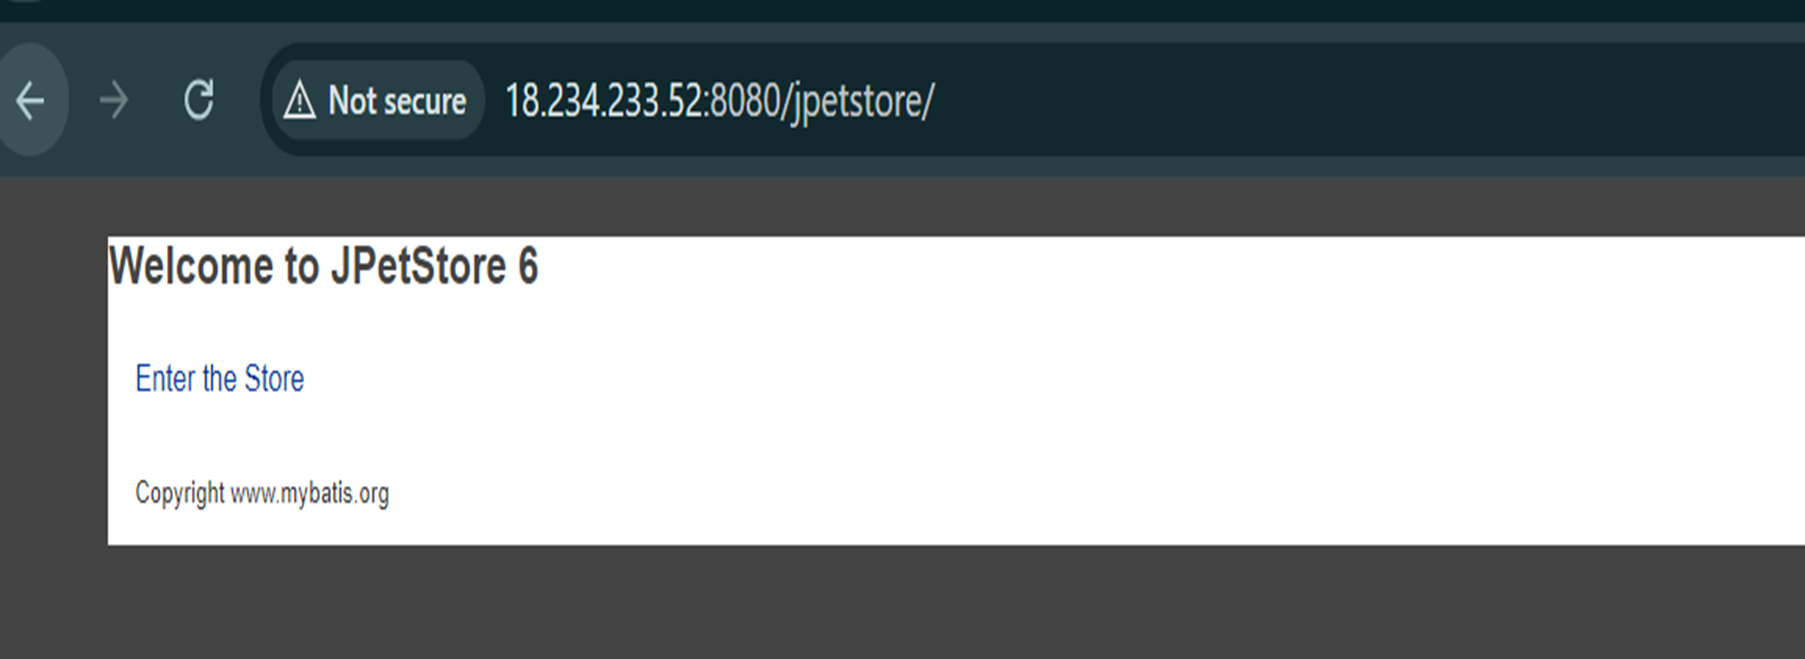 Not secure 18.234.233.52:8080/jpetstore/
Welcome to JPetStore 6
Enter the Store
Copyright www.mybatis.org